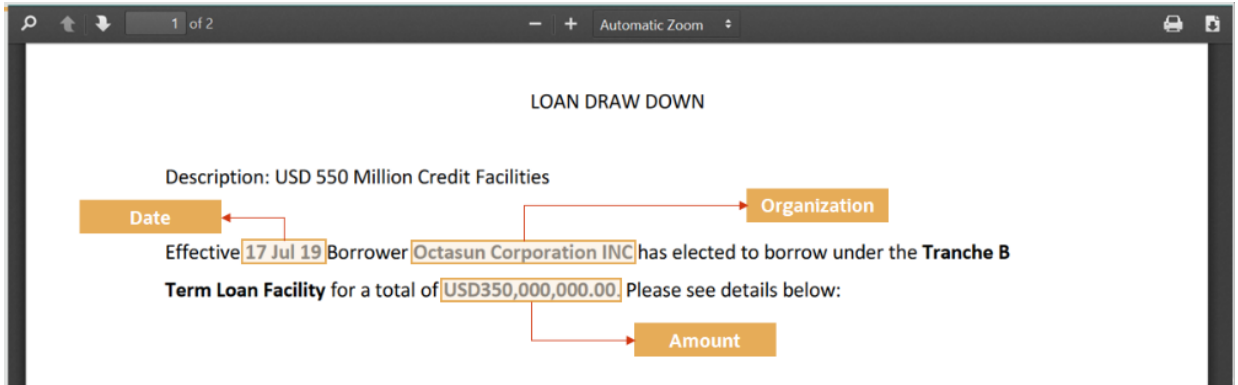 1 of 2
Automatic Zoom
LOAN DRAW DOWN
Description: USD 550 Million Credit Facilities
Date
Organization
Effective 17 Jul 19 Borrower Octasun Corporation INC has elected to borrow under the Tranche B
Term Loan Facility for a total of USD350,000,000.00. Please see details below:
Amount